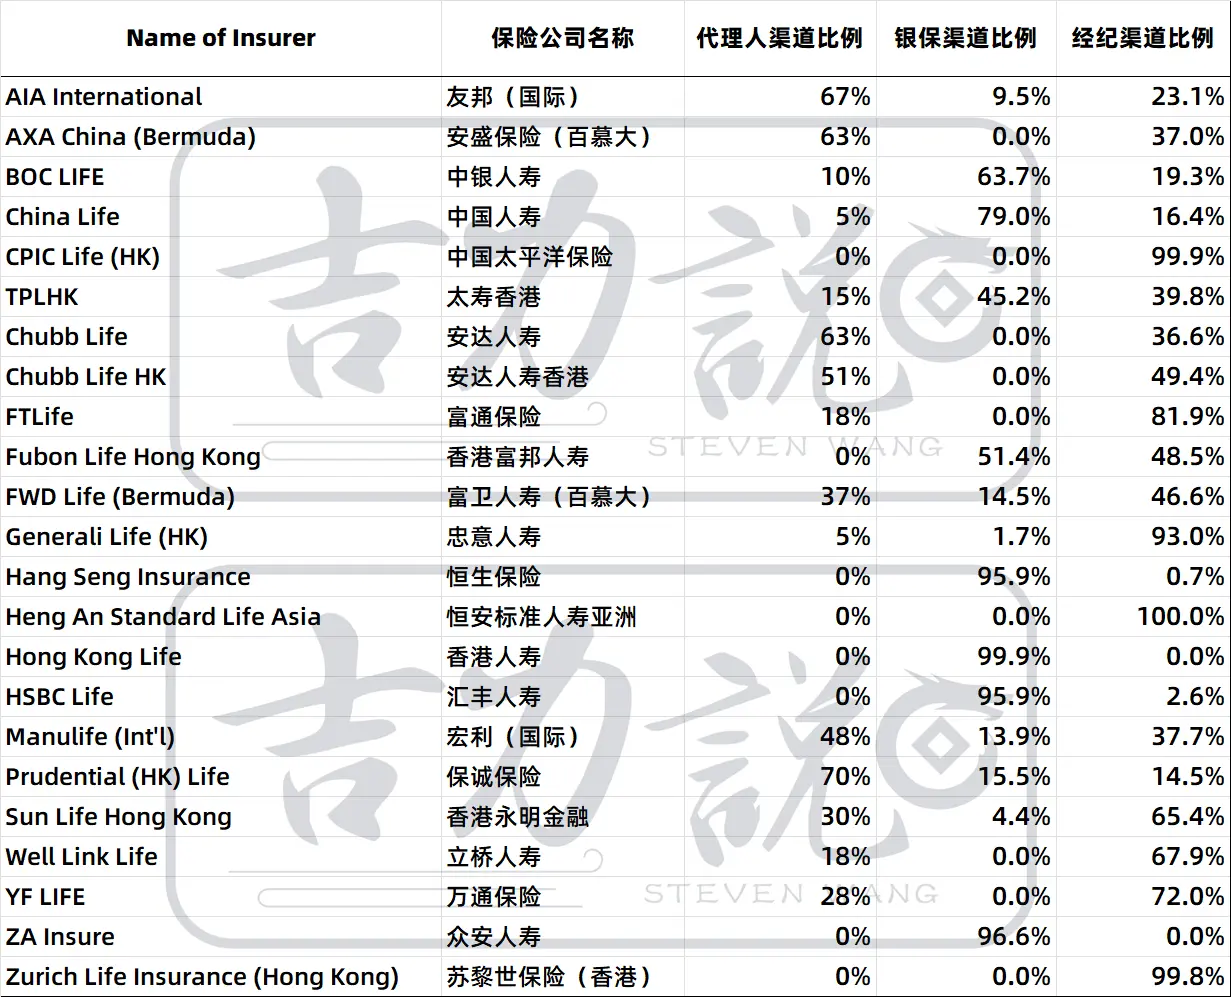 Name of Insurer 保险公司名称 代理人渠道比例 银保渠道比例 经纪渠道比例
AIA International 友邦（国际） 67% 9.5% 23.1%
AXA China (Bermuda) 安盛保险（百慕大） 63% 0.0% 37.0%
BOC LIFE 中银人寿 10% 63.7% 19.3%
China Life 中国人寿 5% 79.0% 16.4%
CPIC Life (HK) 中国太平洋保险 0% 0.0% 99.9%
TPLHK 太寿香港 15% 45.2% 39.8%
Chubb Life 安达人寿 63% 0.0% 36.6%
Chubb Life HK 安达人寿香港 51% 0.0% 49.4%
FTLife 富通保险 18% 0.0% 81.9%
Fubon Life Hong Kong 香港富邦人寿 0% 51.4% 48.5%
FWD Life (Bermuda) 富卫人寿（百慕大） 37% 14.5% 46.6%
Generali Life (HK) 忠意人寿 5% 1.7% 93.0%
Hang Seng Insurance 恒生保险 0% 95.9% 0.7%
Heng An Standard Life Asia 恒安标准人寿亚洲 0% 0.0% 100.0%
Hong Kong Life 香港人寿 0% 99.9% 0.0%
HSBC Life 汇丰人寿 0% 95.9% 2.6%
Manulife (Int'l) 宏利（国际） 48% 13.9% 37.7%
Prudential (HK) Life 保诚保险 70% 15.5% 14.5%
Sun Life Hong Kong 香港永明金融 30% 4.4% 65.4%
Well Link Life 立桥人寿 18% 0.0% 67.9%
YF LIFE 万通保险 28% 0.0% 72.0%
ZA Insure 众安人寿 0% 96.6% 0.0%
Zurich Life Insurance (Hong Kong) 苏黎世保险（香港） 0% 0.0% 99.8%
吉力説
STEVEN WANG
吉力説
STEVEN WANG